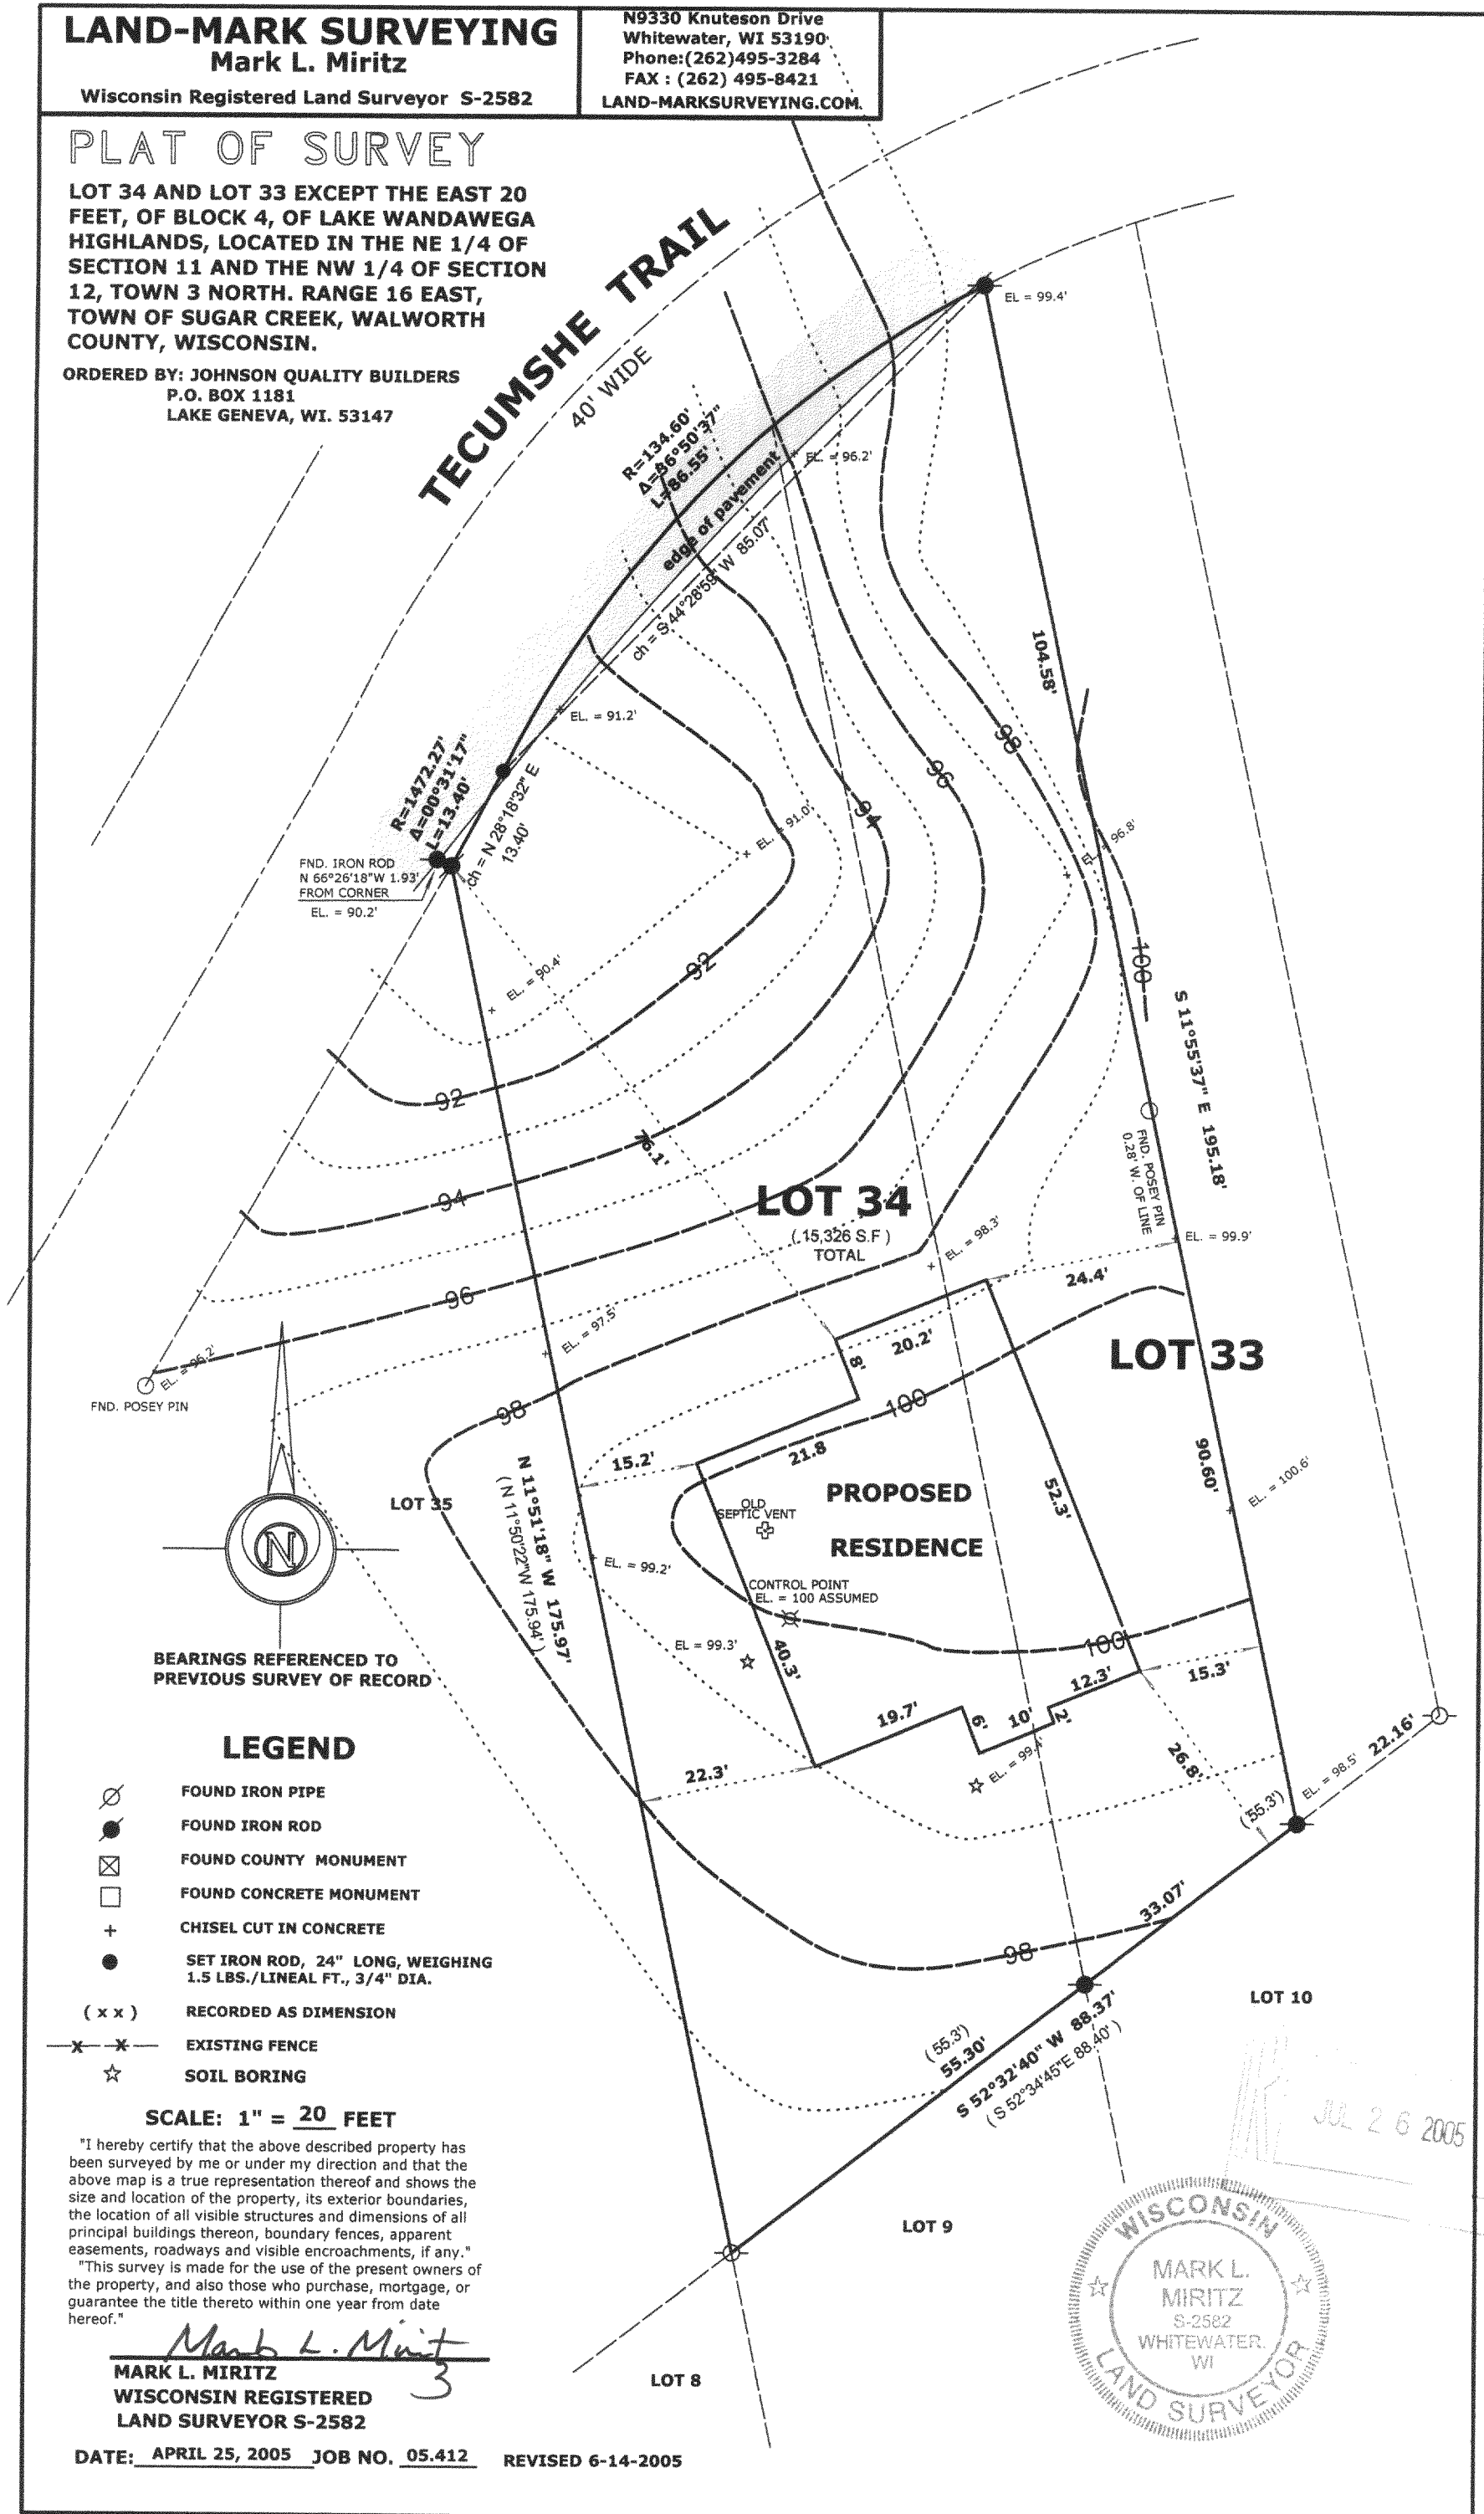 LAND-MARK SURVEYING
Mark L. Miritz
Wisconsin Registered Land Surveyor S-2582
N9330 Knuteson Drive
Whitewater, WI 53190
Phone:(262)495-3284
FAX : (262) 495-8421
LAND-MARKSURVEYING.COM
PLAT OF SURVEY
LOT 34 AND LOT 33 EXCEPT THE EAST 20
FEET, OF BLOCK 4, OF LAKE WANDAWEGA
HIGHLANDS, LOCATED IN THE NE 1/4 OF
SECTION 11 AND THE NW 1/4 OF SECTION
12, TOWN 3 NORTH. RANGE 16 EAST,
TOWN OF SUGAR CREEK, WALWORTH
COUNTY, WISCONSIN.
ORDERED BY: JOHNSON QUALITY BUILDERS
P.O. BOX 1181
LAKE GENEVA, WI. 53147
TECUMSHE TRAIL
40' WIDE
EL = 99.4'
R=134.60'
Δ=36°50'37"
L=86.55'
EL. = 96.2'
edge of pavement
ch = S 44°28'59" W 85.07'
104.58'
EL. = 91.2'
98
96
94
R=1472.27'
Δ=00°31'17"
L=13.40'
ch = N 28°18'32" E
13.40'
EL. = 91.0'
EL. = 96.8'
FND. IRON ROD
N 66°26'18"W 1.93'
FROM CORNER
EL. = 90.2'
EL. = 90.4'
92
100
S 11°55'37" E 195.18'
92
76.1'
FND. POSEY PIN
0.28' W. OF LINE
94
LOT 34
( 15,326 S.F )
TOTAL
EL. = 98.3'
EL. = 99.9'
24.4'
96
EL. = 97.5'
20.2'
8'
LOT 33
EL. = 96.2'
FND. POSEY PIN
98
100
15.2'
21.8
N 11°51'18" W 175.97'
( N 11°50'22"W 175.94' )
LOT 35
OLD
SEPTIC VENT
PROPOSED
RESIDENCE
52.3'
90.60'
EL. = 100.6'
N
EL. = 99.2'
CONTROL POINT
EL. = 100 ASSUMED
EL = 99.3'
40.3'
100
BEARINGS REFERENCED TO
PREVIOUS SURVEY OF RECORD
12.3'
15.3'
19.7'
6'
10'
2'
22.3'
EL. = 99.4'
26.8'
EL. = 98.5'
22.16'
(55.3')
LEGEND
FOUND IRON PIPE
FOUND IRON ROD
FOUND COUNTY MONUMENT
FOUND CONCRETE MONUMENT
CHISEL CUT IN CONCRETE
SET IRON ROD, 24" LONG, WEIGHING
1.5 LBS./LINEAL FT., 3/4" DIA.
( x x ) RECORDED AS DIMENSION
x x EXISTING FENCE
SOIL BORING
33.07'
98
LOT 10
(55.3')
55.30'
S 52°32'40" W 88.37'
( S 52°34'45"E 88.40' )
SCALE: 1" = 20 FEET
"I hereby certify that the above described property has
been surveyed by me or under my direction and that the
above map is a true representation thereof and shows the
size and location of the property, its exterior boundaries,
the location of all visible structures and dimensions of all
principal buildings thereon, boundary fences, apparent
easements, roadways and visible encroachments, if any."
"This survey is made for the use of the present owners of
the property, and also those who purchase, mortgage, or
guarantee the title thereto within one year from date
hereof."
JUL 26 2005
LOT 9
WISCONSIN
MARK L.
MIRITZ
S-2582
WHITEWATER.
WI
LAND SURVEYOR
Mark L. Miritz
MARK L. MIRITZ
WISCONSIN REGISTERED
LAND SURVEYOR S-2582
LOT 8
DATE: APRIL 25, 2005 JOB NO. 05.412 REVISED 6-14-2005